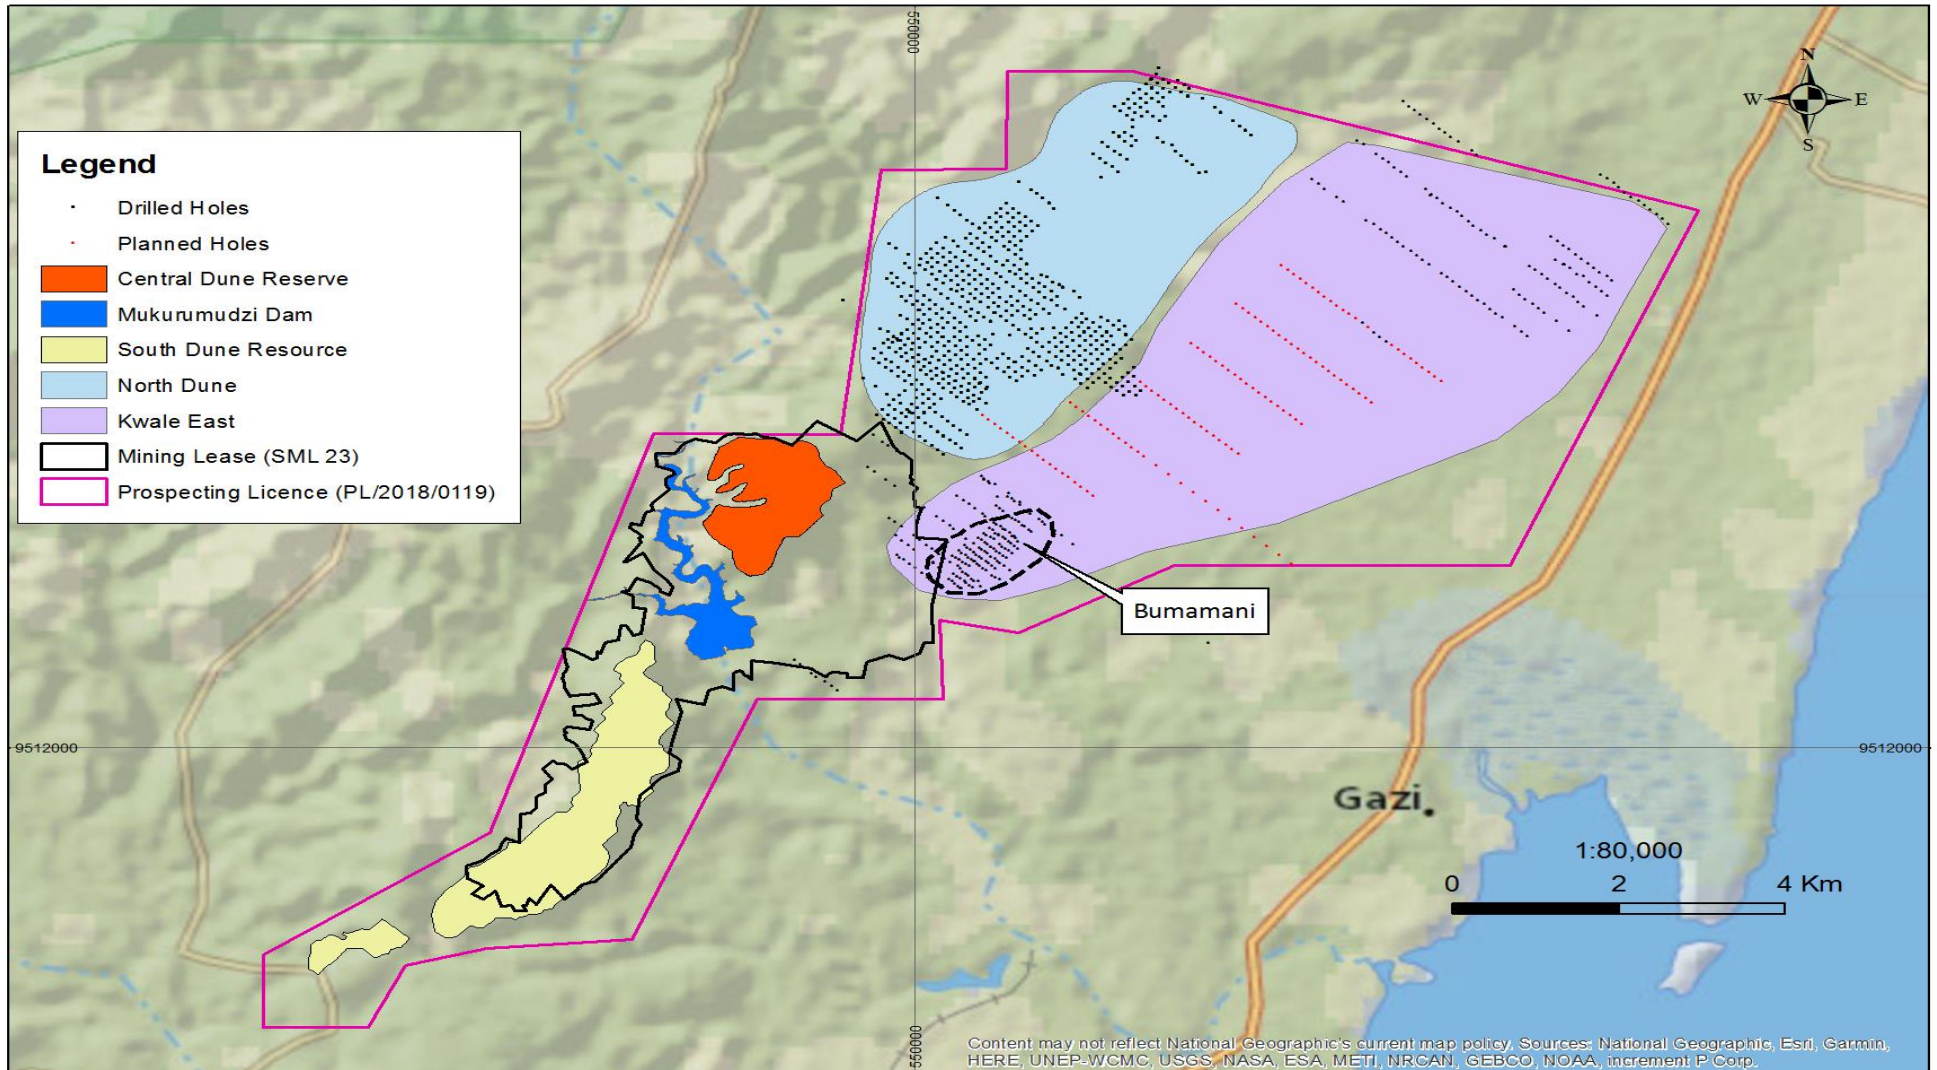 550000
N
W E
S
Legend
Drilled Holes
Planned Holes
Central Dune Reserve
Mukurumudzi Dam
South Dune Resource
North Dune
Kwale East
Mining Lease (SML 23)
Prospecting Licence (PL/2018/0119)
Bumamani
9512000
9512000
Gazi
1:80,000
0 2 4 Km
550000
Content may not reflect National Geographic's current map policy. Sources: National Geographic, Esri, Garmin,
HERE, UNEP-WCMC, USGS, NASA, ESA, METI, NRCAN, GEBCO, NOAA, increment P Corp.